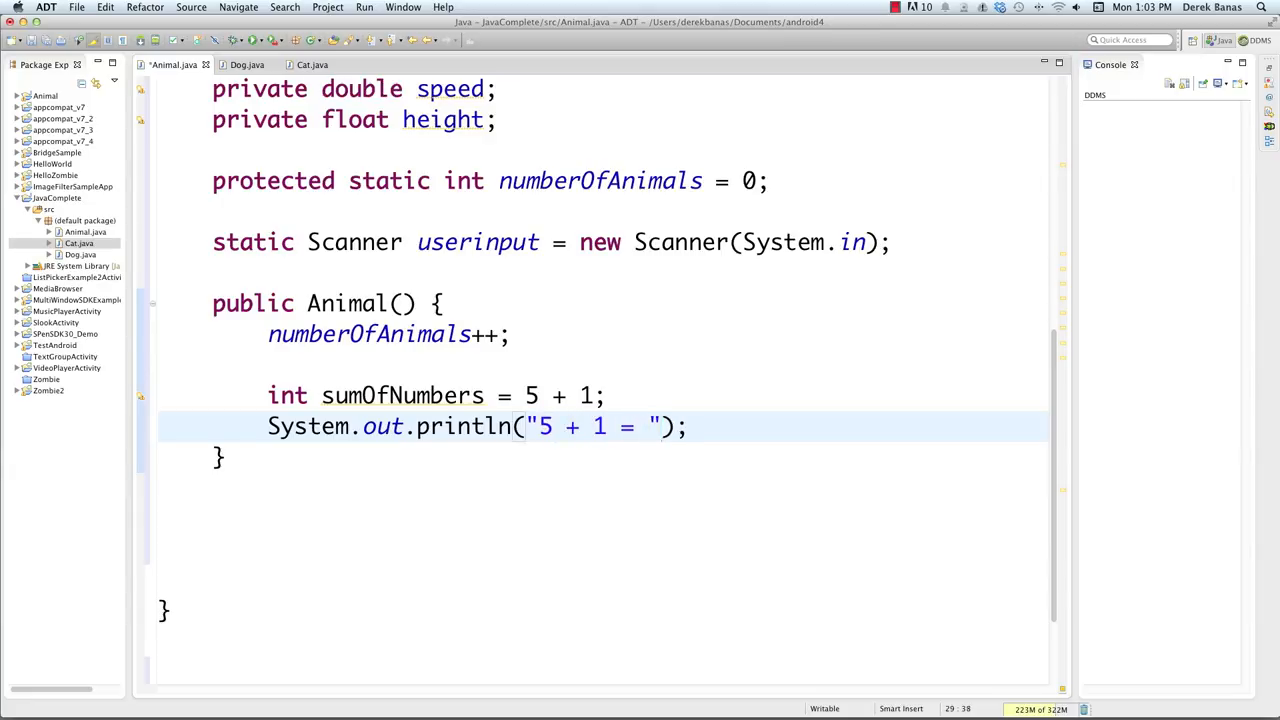 ADT File Edit Refactor Source Navigate Search Project Run Window Help 10 Mon 1:03 PM Derek Banas
Java – JavaComplete/src/Animal.java – ADT – /Users/derekbanas/Documents/android4
Quick Access Java DDMS
Package Exp
*Animal.java Dog.java Cat.java
Console
DDMS
Animal
appcompat_v7
appcompat_v7_2
appcompat_v7_3
appcompat_v7_4
BridgeSample
HelloWorld
HelloZombie
ImageFilterSampleApp
JavaComplete
src
(default package)
Animal.java
Cat.java
Dog.java
JRE System Library [Ja
ListPickerExample2Activi
MediaBrowser
MultiWindowSDKExample
MusicPlayerActivity
SlookActivity
SPenSDK30_Demo
TestAndroid
TextGroupActivity
VideoPlayerActivity
Zombie
Zombie2
private double speed;
private float height;
protected static int numberOfAnimals = 0;
static Scanner userinput = new Scanner(System.in);
public Animal() {
numberOfAnimals++;
int sumOfNumbers = 5 + 1;
System.out.println("5 + 1 = ");
}
}
Writable Smart Insert 29 : 38 223M of 322M